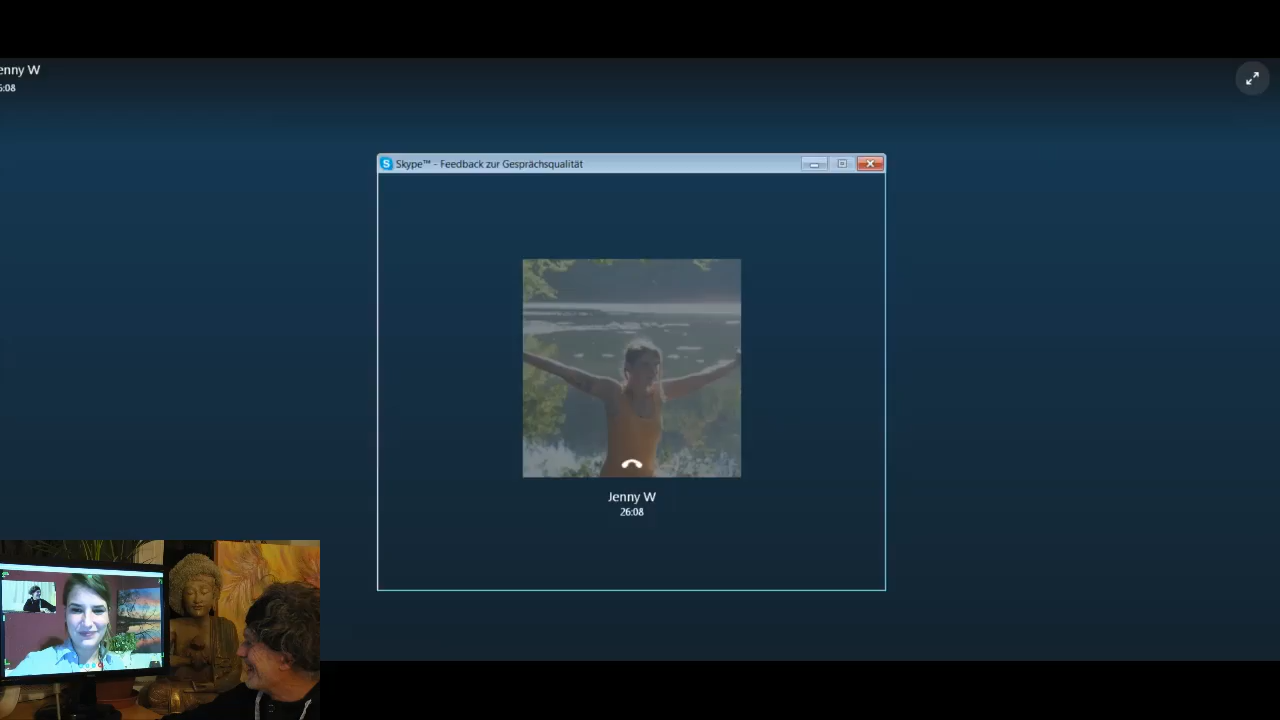 enny W
6:08
Skype™ - Feedback zur Gesprächsqualität
Jenny W
26:08